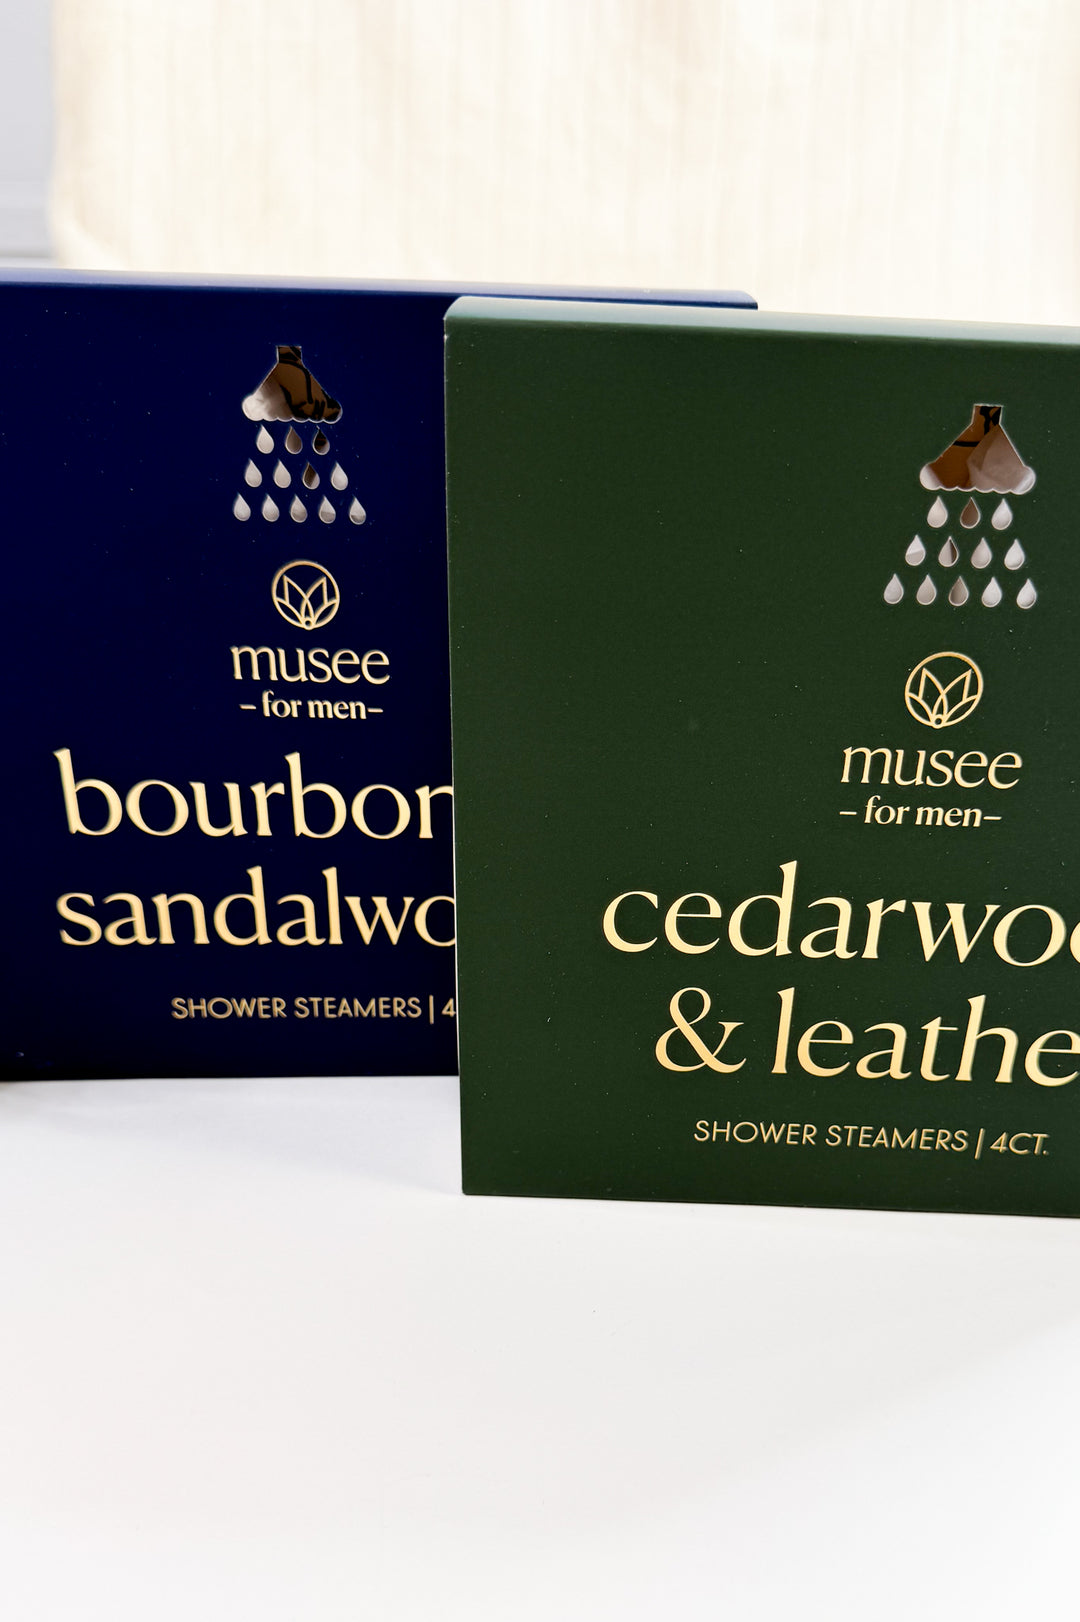 musee
– for men–
bourbon
sandalwo
SHOWER STEAMERS | 4
musee
– for men–
cedarwoo
& leathe
SHOWER STEAMERS | 4CT.